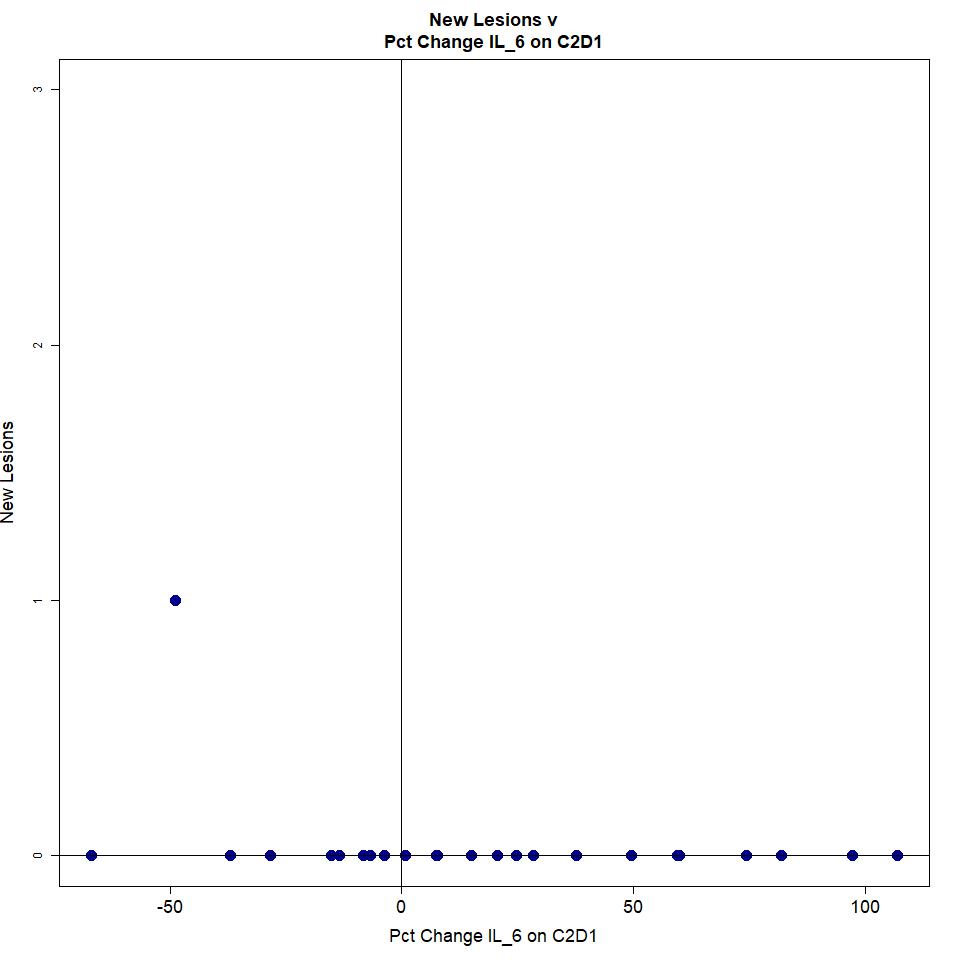 New Lesions v
Pct Change IL_6 on C2D1
3
2
1
0
New Lesions
-50 0 50 100
Pct Change IL_6 on C2D1